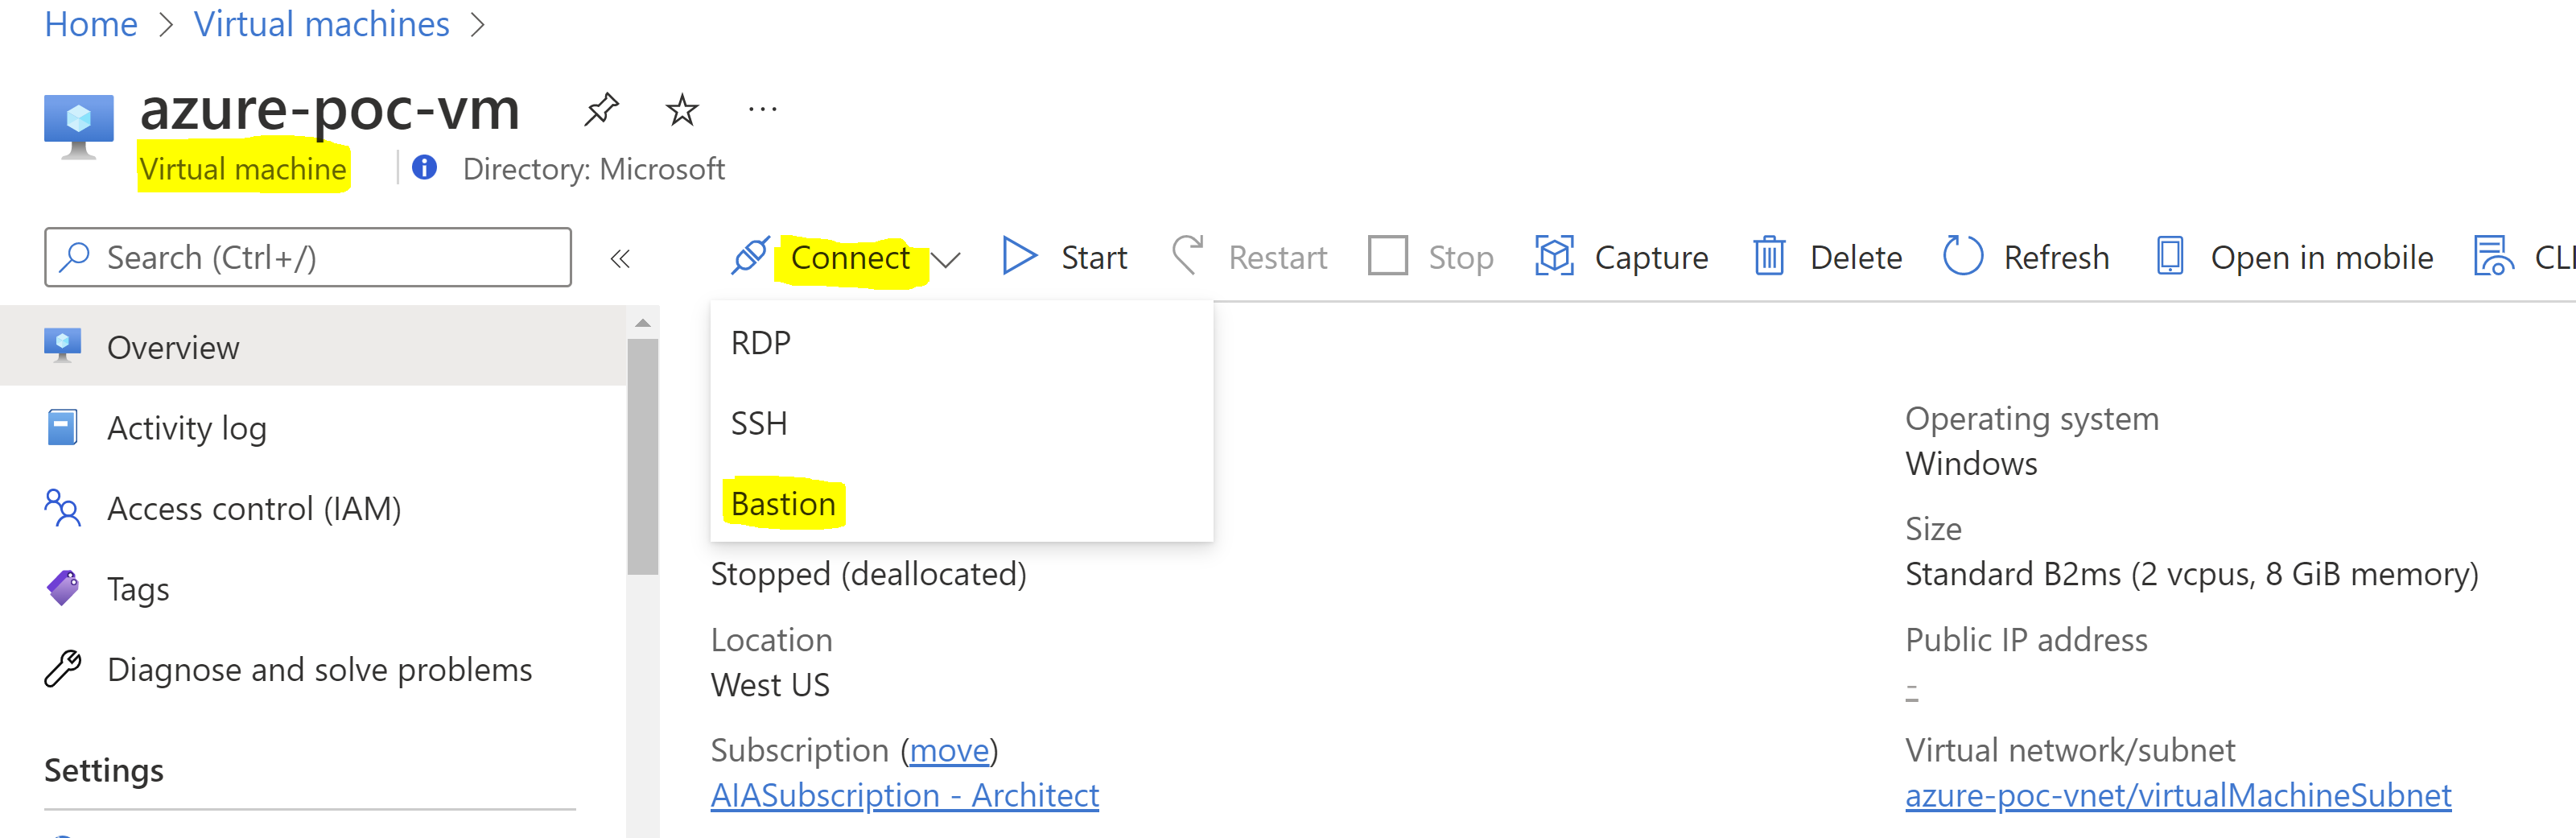 Home > Virtual machines >
azure-poc-vm ...
Virtual machine | Directory: Microsoft
Search (Ctrl+/) «
Connect Start Restart Stop Capture Delete Refresh Open in mobile CLI
RDP
SSH
Bastion
Overview
Activity log
Access control (IAM)
Tags
Diagnose and solve problems
Settings
Stopped (deallocated)
Location
West US
Subscription (move)
AIASubscription - Architect
Operating system
Windows
Size
Standard B2ms (2 vcpus, 8 GiB memory)
Public IP address
-
Virtual network/subnet
azure-poc-vnet/virtualMachineSubnet